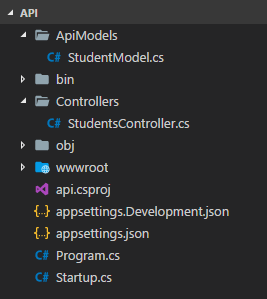 API
ApiModels
C# StudentModel.cs
bin
Controllers
C# StudentsController.cs
obj
wwwroot
api.csproj
{..} appsettings.Development.json
{..} appsettings.json
C# Program.cs
C# Startup.cs